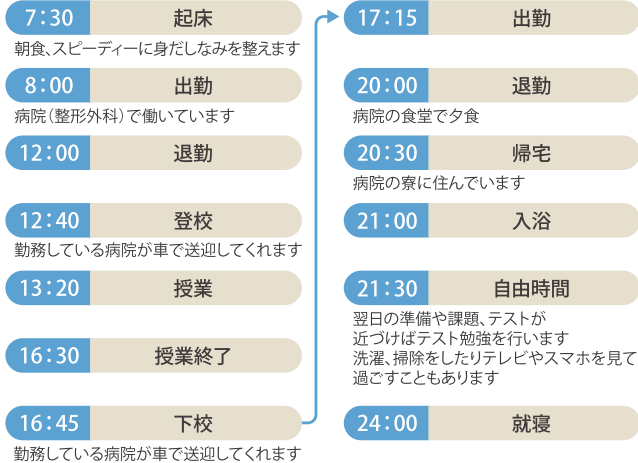 7：30 起床
朝食、スピーディーに身だしなみを整えます
8：00 出勤
病院（整形外科）で働いています
12：00 退勤
12：40 登校
勤務している病院が車で送迎してくれます
13：20 授業
16：30 授業終了
16：45 下校
勤務している病院が車で送迎してくれます
17：15 出勤
20：00 退勤
病院の食堂で夕食
20：30 帰宅
病院の寮に住んでいます
21：00 入浴
21：30 自由時間
翌日の準備や課題、テストが
近づけばテスト勉強を行います
洗濯、掃除をしたりテレビやスマホを見て
過ごすこともあります
24：00 就寝